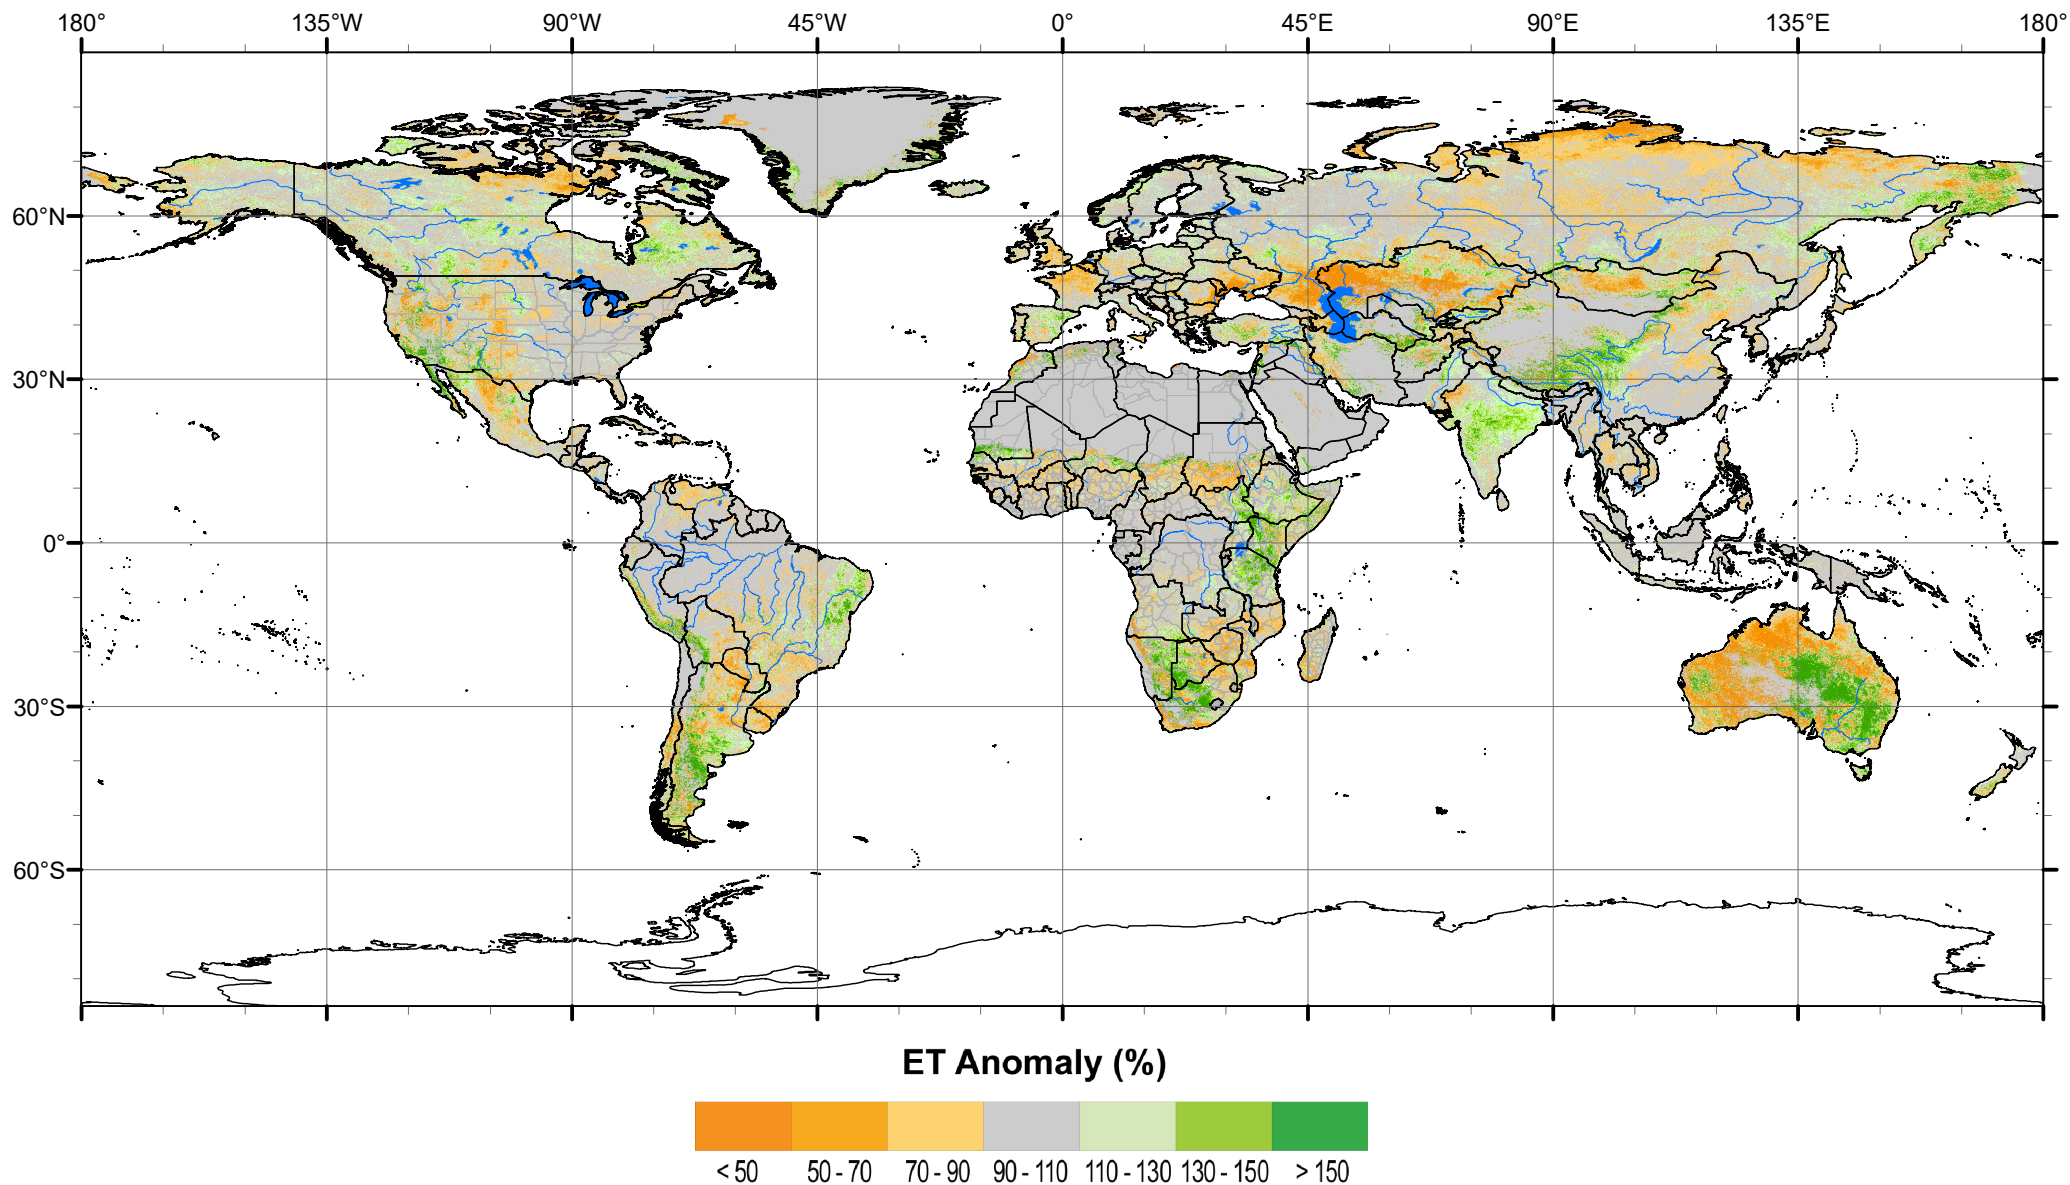 180° 135°W 90°W 45°W 0° 45°E 90°E 135°E 180°
60°N
30°N
0°
30°S
60°S
ET Anomaly (%)
< 50 50 - 70 70 - 90 90 - 110 110 - 130 130 - 150 > 150